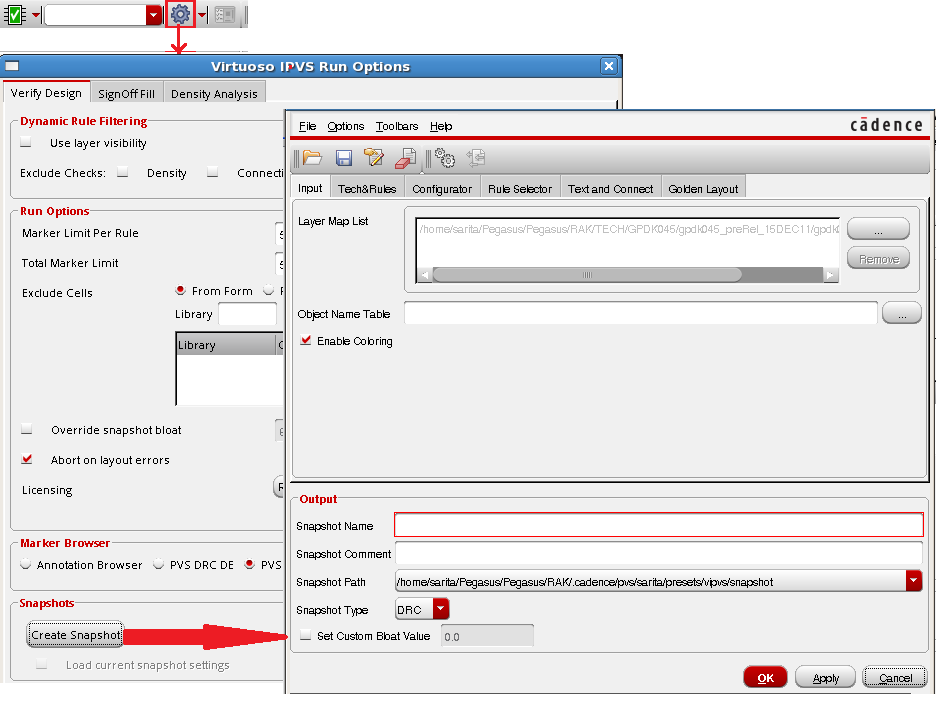 Virtuoso IPVS Run Options
Verify Design
SignOff Fill
Density Analysis
Dynamic Rule Filtering
Use layer visibility
Exclude Checks:
Density
Connecti
Run Options
Marker Limit Per Rule
Total Marker Limit
Exclude Cells
From Form
Library
Library
Override snapshot bloat
Abort on layout errors
Licensing
Marker Browser
Annotation Browser
PVS DRC DE
PVS
Snapshots
Create Snapshot
Load current snapshot settings
File Options Toolbars Help
cādence
Input
Tech&Rules
Configurator
Rule Selector
Text and Connect
Golden Layout
Layer Map List
/home/sarita/Pegasus/Pegasus/RAK/TECH/GPDK045/gpdk045_preRel_15DEC11/gpdk0
...
Remove
Object Name Table
...
Enable Coloring
Output
Snapshot Name
Snapshot Comment
Snapshot Path
/home/sarita/Pegasus/Pegasus/RAK/.cadence/pvs/sarita/presets/vipvs/snapshot
Snapshot Type
DRC
Set Custom Bloat Value
0.0
OK
Apply
Cancel